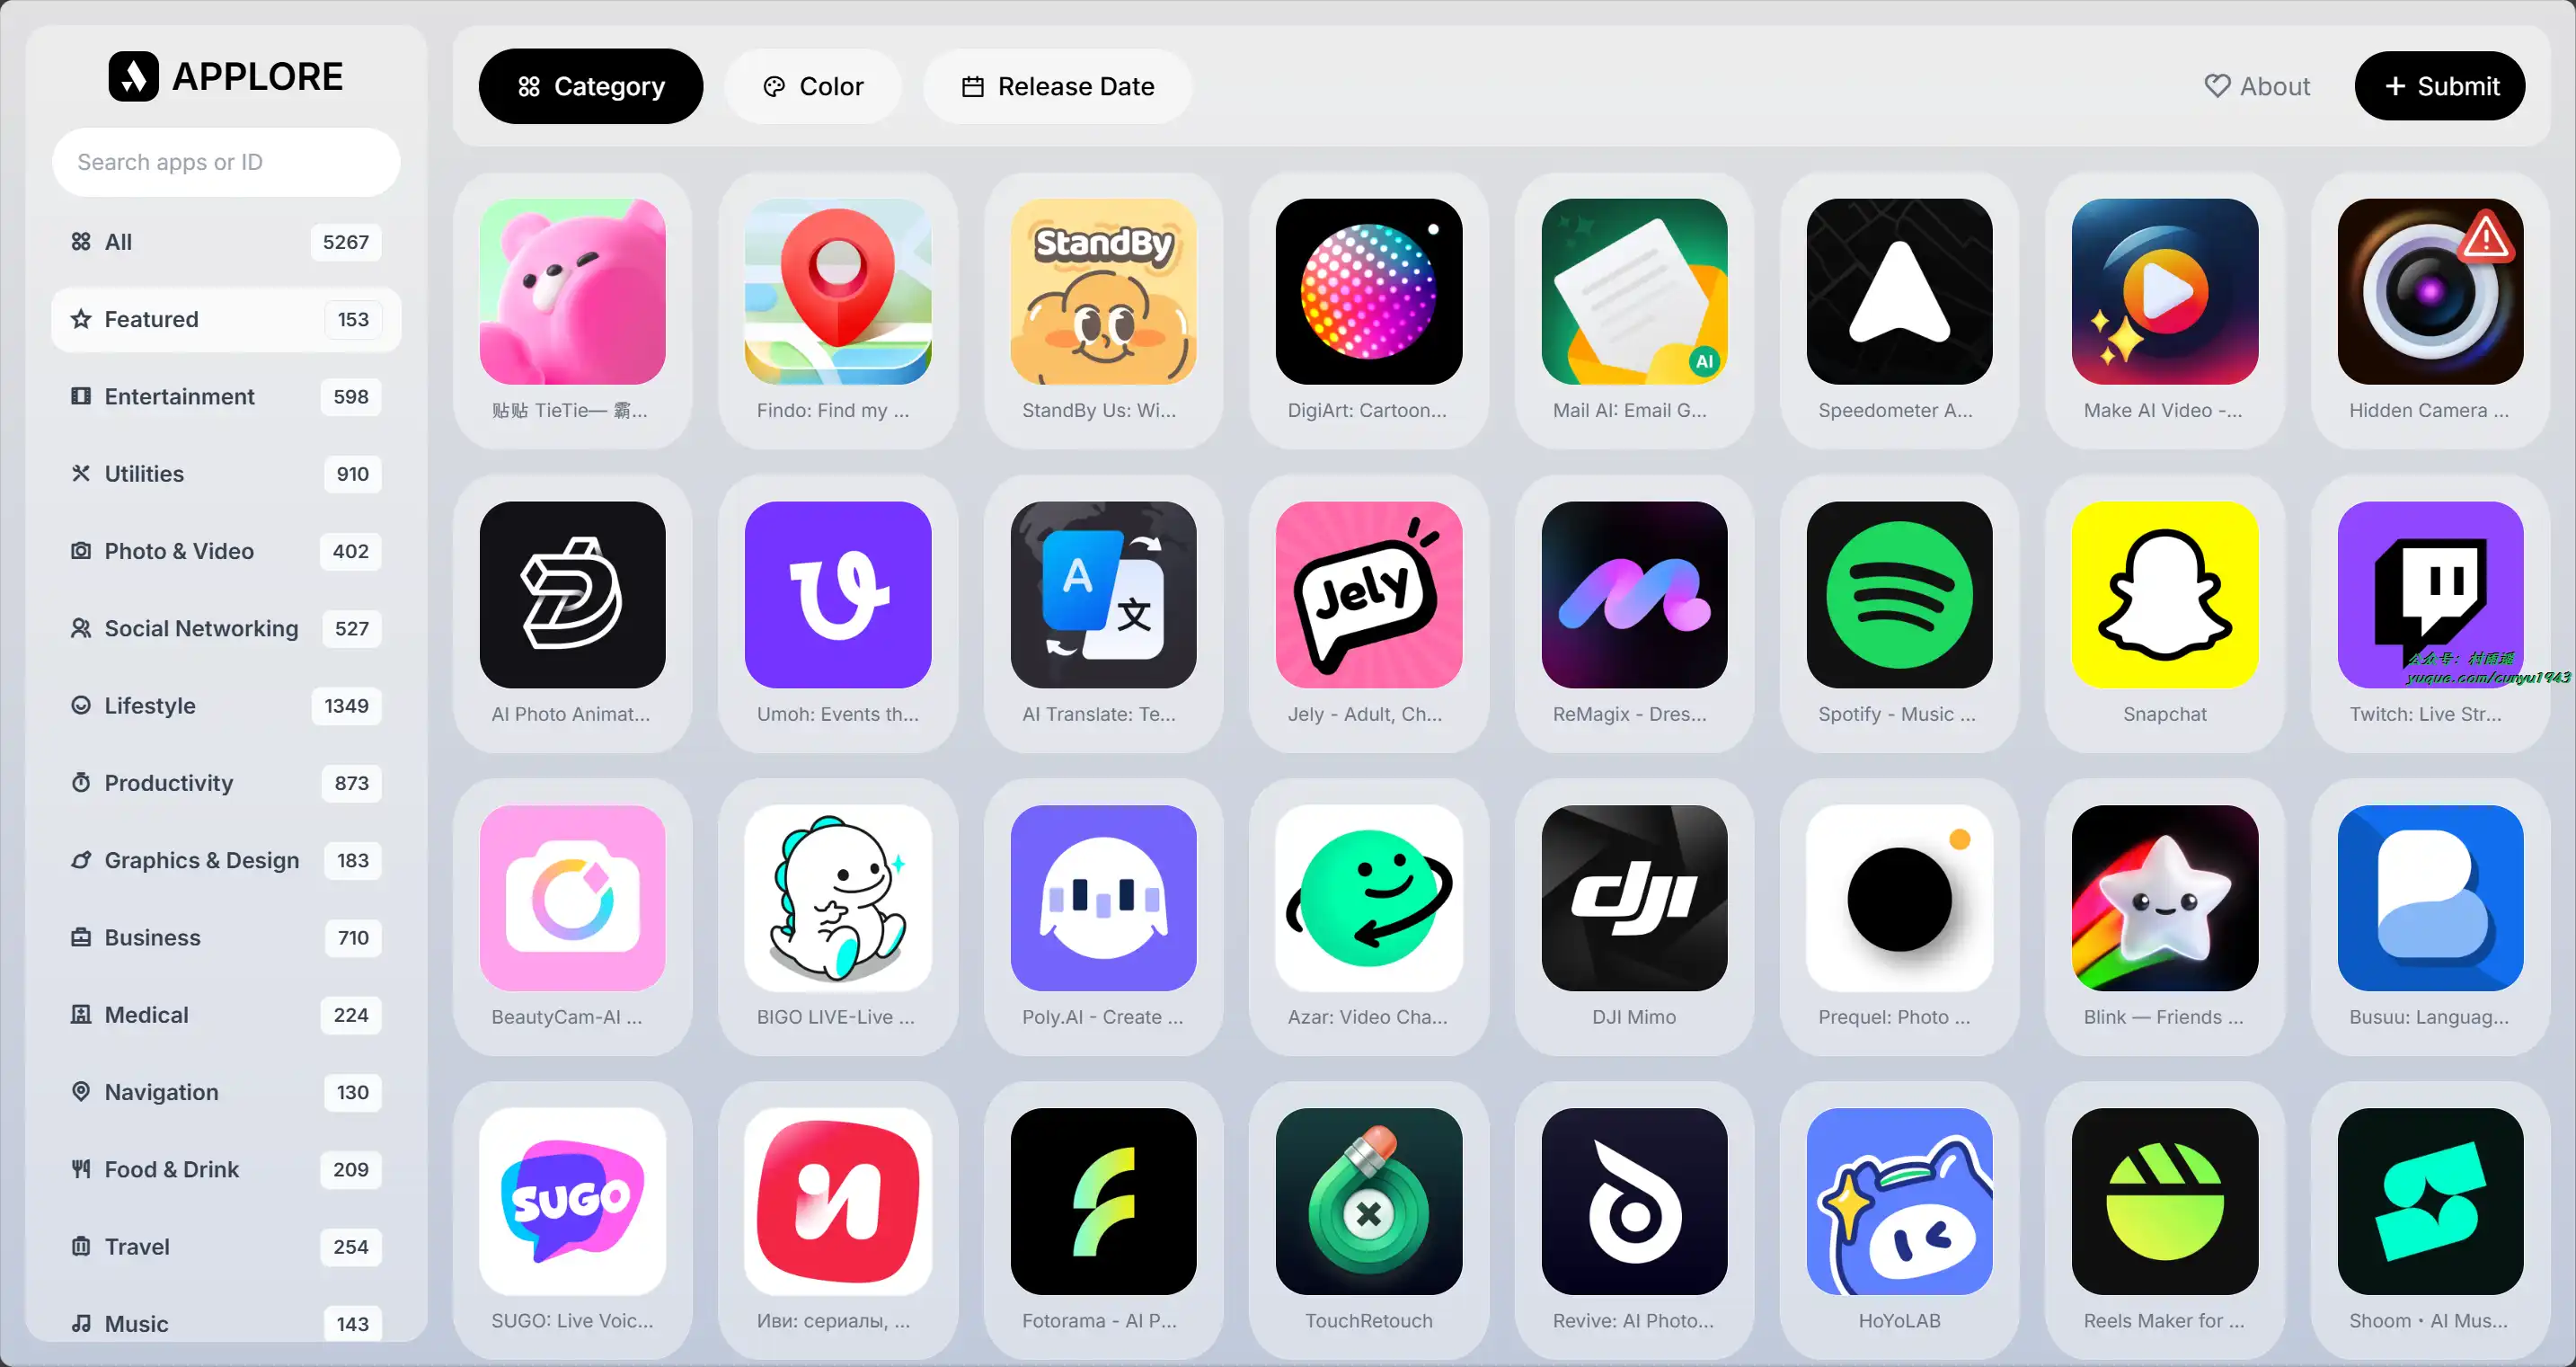 APPLORE
Search apps or ID
All 5267
Featured 153
Entertainment 598
Utilities 910
Photo & Video 402
Social Networking 527
Lifestyle 1349
Productivity 873
Graphics & Design 183
Business 710
Medical 224
Navigation 130
Food & Drink 209
Travel 254
Music 143
Category Color Release Date About + Submit
StandBy
AI
贴贴 TieTie— 霸... Findo: Find my ... StandBy Us: Wi... DigiArt: Cartoon... Mail AI: Email G... Speedometer A... Make AI Video -... Hidden Camera ...
A 文
Jely
公众号：村雨遥
yuque.com/cunyu1943
AI Photo Animat... Umoh: Events th... AI Translate: Te... Jely - Adult, Ch... ReMagix - Dres... Spotify - Music ... Snapchat Twitch: Live Str...
dji
BeautyCam-AI ... BIGO LIVE-Live ... Poly.AI - Create ... Azar: Video Cha... DJI Mimo Prequel: Photo ... Blink — Friends ... Busuu: Languag...
SUGO
и
SUGO: Live Voic... Иви: сериалы, ... Fotorama - AI P... TouchRetouch Revive: AI Photo... HoYoLAB Reels Maker for ... Shoom • AI Mus...